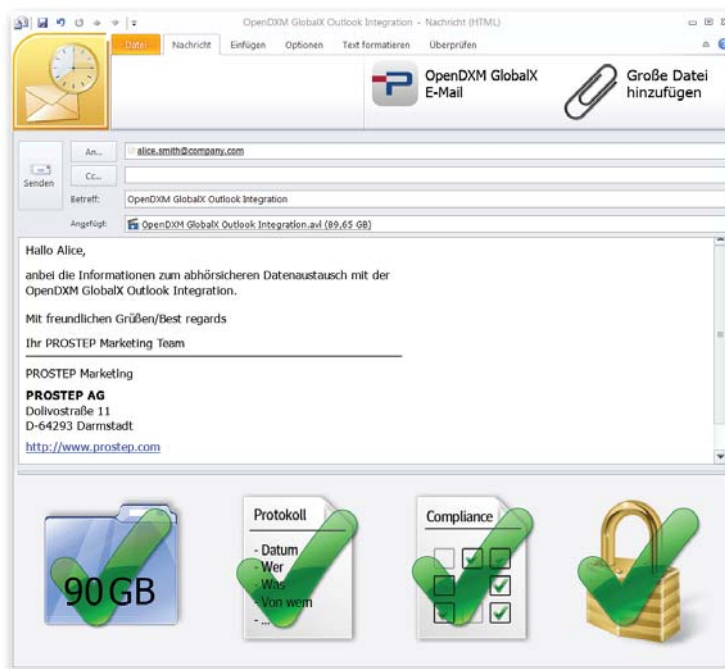 OpenDXM GlobalX Outlook Integration - Nachricht (HTML)
Datei Nachricht Einfügen Optionen Text formatieren Überprüfen
OpenDXM GlobalX
E-Mail
Große Datei
hinzufügen
An... alice.smith@company.com
Cc...
Senden
Betreff: OpenDXM GlobalX Outlook Integration
Angefügt: OpenDXM GlobalX Outlook Integration.avi (89,65 GB)
Hallo Alice,
anbei die Informationen zum abhörsicheren Datenaustausch mit der
OpenDXM GlobalX Outlook Integration.
Mit freundlichen Grüßen/Best regards
Ihr PROSTEP Marketing Team
PROSTEP Marketing
PROSTEP AG
Dolivostraße 11
D-64293 Darmstadt
http://www.prostep.com
90 GB
Protokoll
- Datum
- Wer
- Was
- Von wem
- ...
Compliance